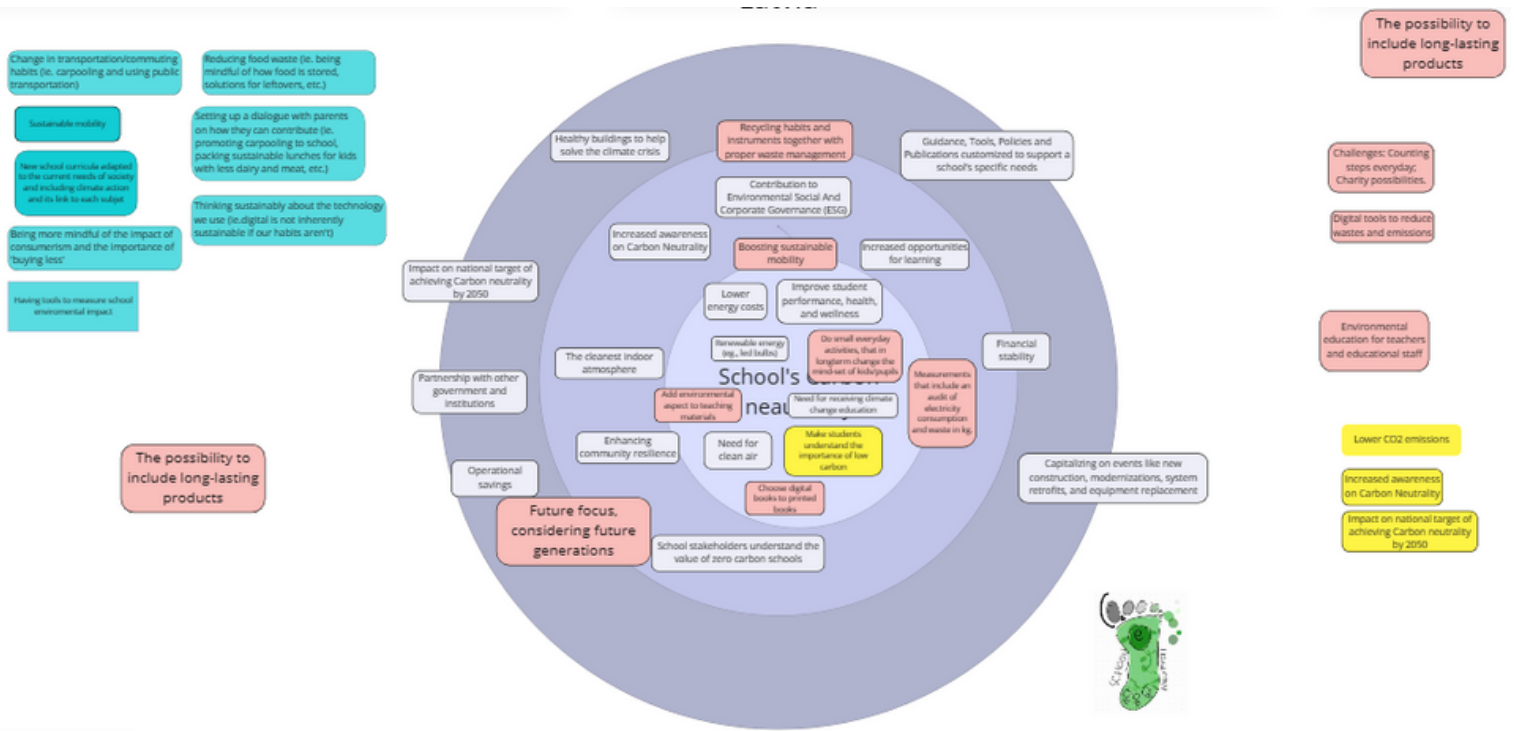 Change in transportation/commuting
habits (ie. carpooling and using public
transportation)
Reducing food waste (ie. being
mindful of how food is stored,
solutions for leftovers, etc.)
Sustainable mobility
Setting up a dialogue with parents
on how they can contribute (ie.
promoting carpooling to school,
packing sustainable lunches for kids
with less dairy and meat, etc.)
New school curricula adapted
to the current needs of society
and including climate action
and its link to each subjet
Thinking sustainably about the technology
we use (ie.digital is not inherently
sustainable if our habits aren't)
Being more mindful of the impact of
consumerism and the importance of
'buying less'
Having tools to measure school
enviromental impact
The possibility to
include long-lasting
products
Healthy buildings to help
solve the climate crisis
Recycling habits and
instruments together with
proper waste management
Guidance, Tools, Policies and
Publications customized to support a
school's specific needs
Contribution to
Environmental Social And
Corporate Governance (ESG)
Increased awareness
on Carbon Neutrality
Boosting sustainable
mobility
Increased opportunities
for learning
Impact on national target of
achieving Carbon neutrality
by 2050
Lower
energy costs
Improve student
performance, health,
and wellness
Renewable energy
(eg., led bulbs)
Do small everyday
activities, that in
longterm change the
mind-set of kids/pupils
Financial
stability
The cleanest indoor
atmosphere
School's
Measurements
that include an
audit of
electricity
consumption
and waste in kg.
Partnership with other
government and
institutions
Add environmental
aspect to teaching
materials
Need for receiving climate
change education
Enhancing
community resilience
Need for
clean air
Make students
understand the
importance of low
carbon
Operational
savings
Capitalizing on events like new
construction, modernizations, system
retrofits, and equipment replacement
Choose digital
books to printed
books
Future focus,
considering future
generations
School stakeholders understand the
value of zero carbon schools
The possibility to
include long-lasting
products
Challenges: Counting
steps everyday;
Charity possibilities.
Digital tools to reduce
wastes and emissions
Environmental
education for teachers
and educational staff
Lower CO2 emissions
Increased awareness
on Carbon Neutrality
Impact on national target of
achieving Carbon neutrality
by 2050